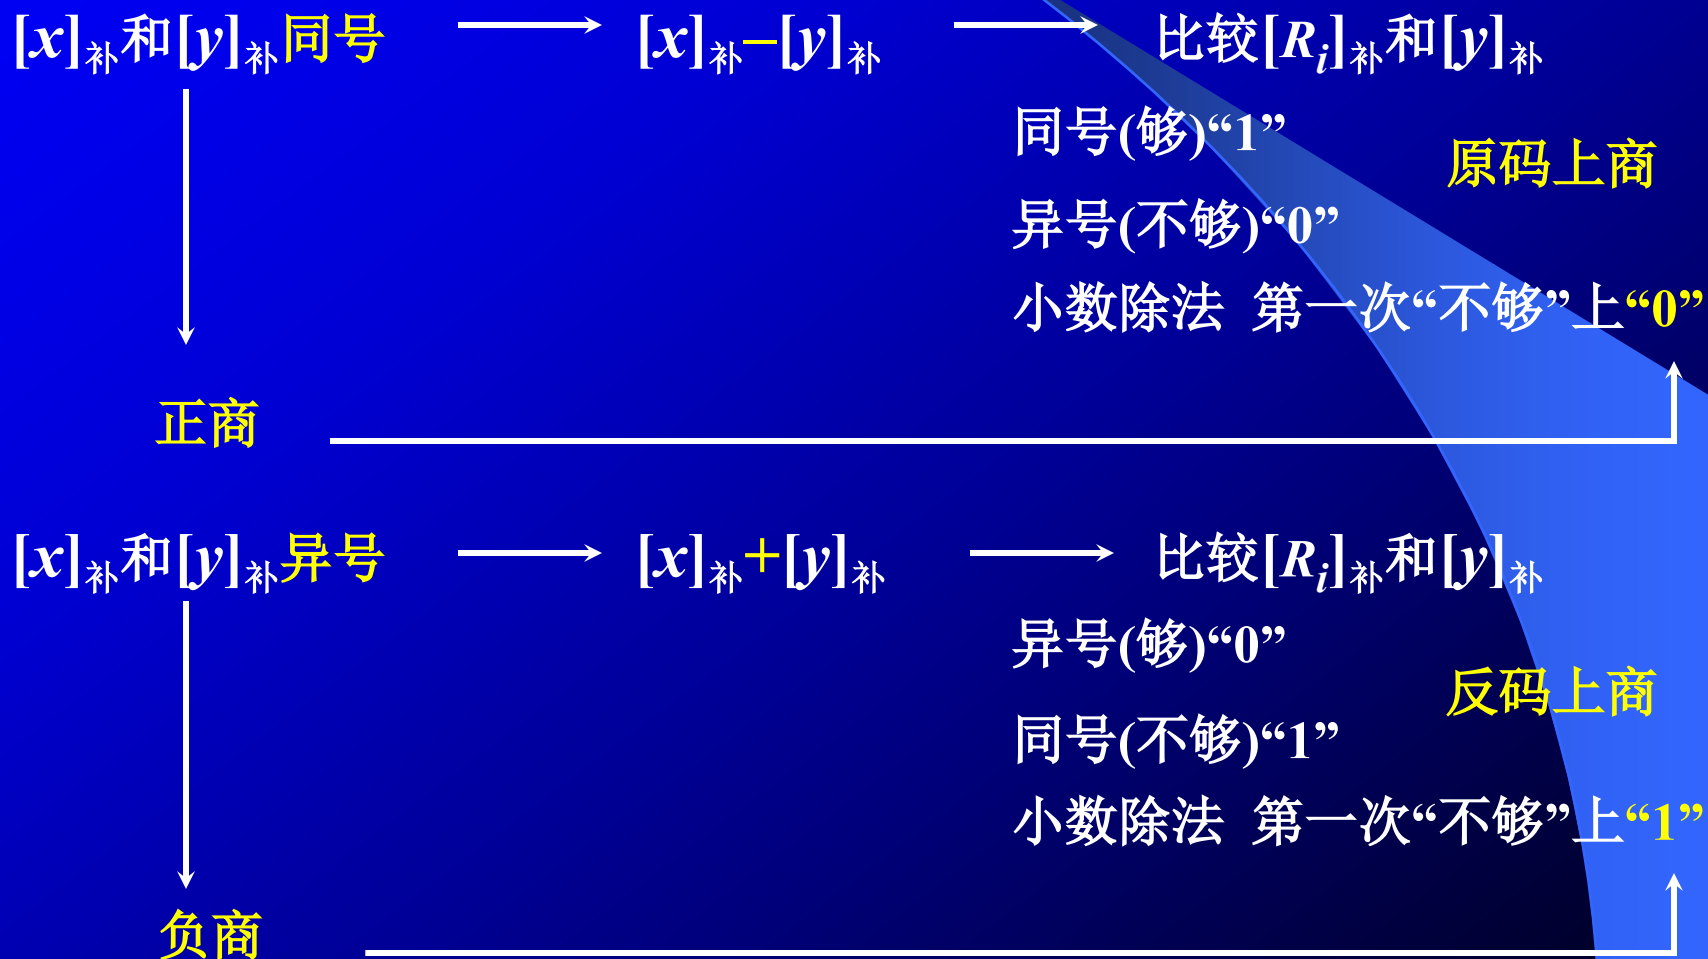 [x]补和[y]补同号 [x]补–[y]补 比较[Ri]补和[y]补
同号(够)“1”
原码上商
异号(不够)“0”
小数除法 第一次“不够”上“0”
正商
[x]补和[y]补异号 [x]补+[y]补 比较[Ri]补和[y]补
异号(够)“0”
反码上商
同号(不够)“1”
小数除法 第一次“不够”上“1”
负商